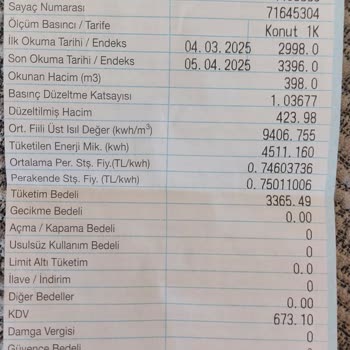 Sayaç Numarası 71645304
Ölçüm Basıncı / Tarife Konut 1K
İlk Okuma Tarihi / Endeks 04.03.2025 2998.0
Son Okuma Tarihi / Endeks 05.04.2025 3396.0
Okunan Hacim (m3) 398.0
Basınç Düzeltme Katsayısı 1.03677
Düzeltilmiş Hacim 423.98
Ort. Fiili Üst Isıl Değer (kwh/m³) 9406.755
Tüketilen Enerji Mik. (kwh) 4511.160
Ortalama Per. Stş. Fiy.(TL/kwh) 0.74603736
Perakende Stş. Fiy.(TL/kwh) 0.75011006
Tüketim Bedeli 3365.49
Gecikme Bedeli 0.00
Açma / Kapama Bedeli 0
Usulsüz Kullanım Bedeli 0
Limit Altı Tüketim 0.0
İlave / İndirim 0
Diğer Bedeller 0.00
KDV 673.10
Damga Vergisi 0
Güvence Bedeli 0